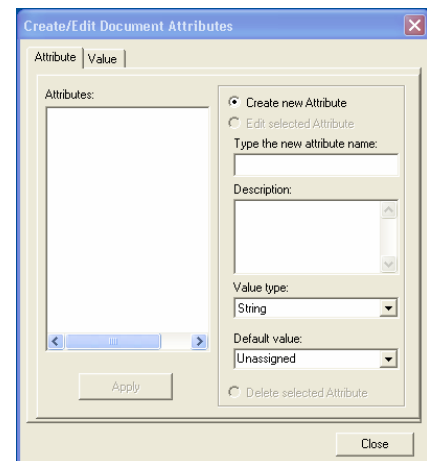 Create/Edit Document Attributes
Attribute
Value
Attributes:
Create new Attribute
Edit selected Attribute
Type the new attribute name:
Description:
Value type:
String
Default value:
Unassigned
Apply
Delete selected Attribute
Close